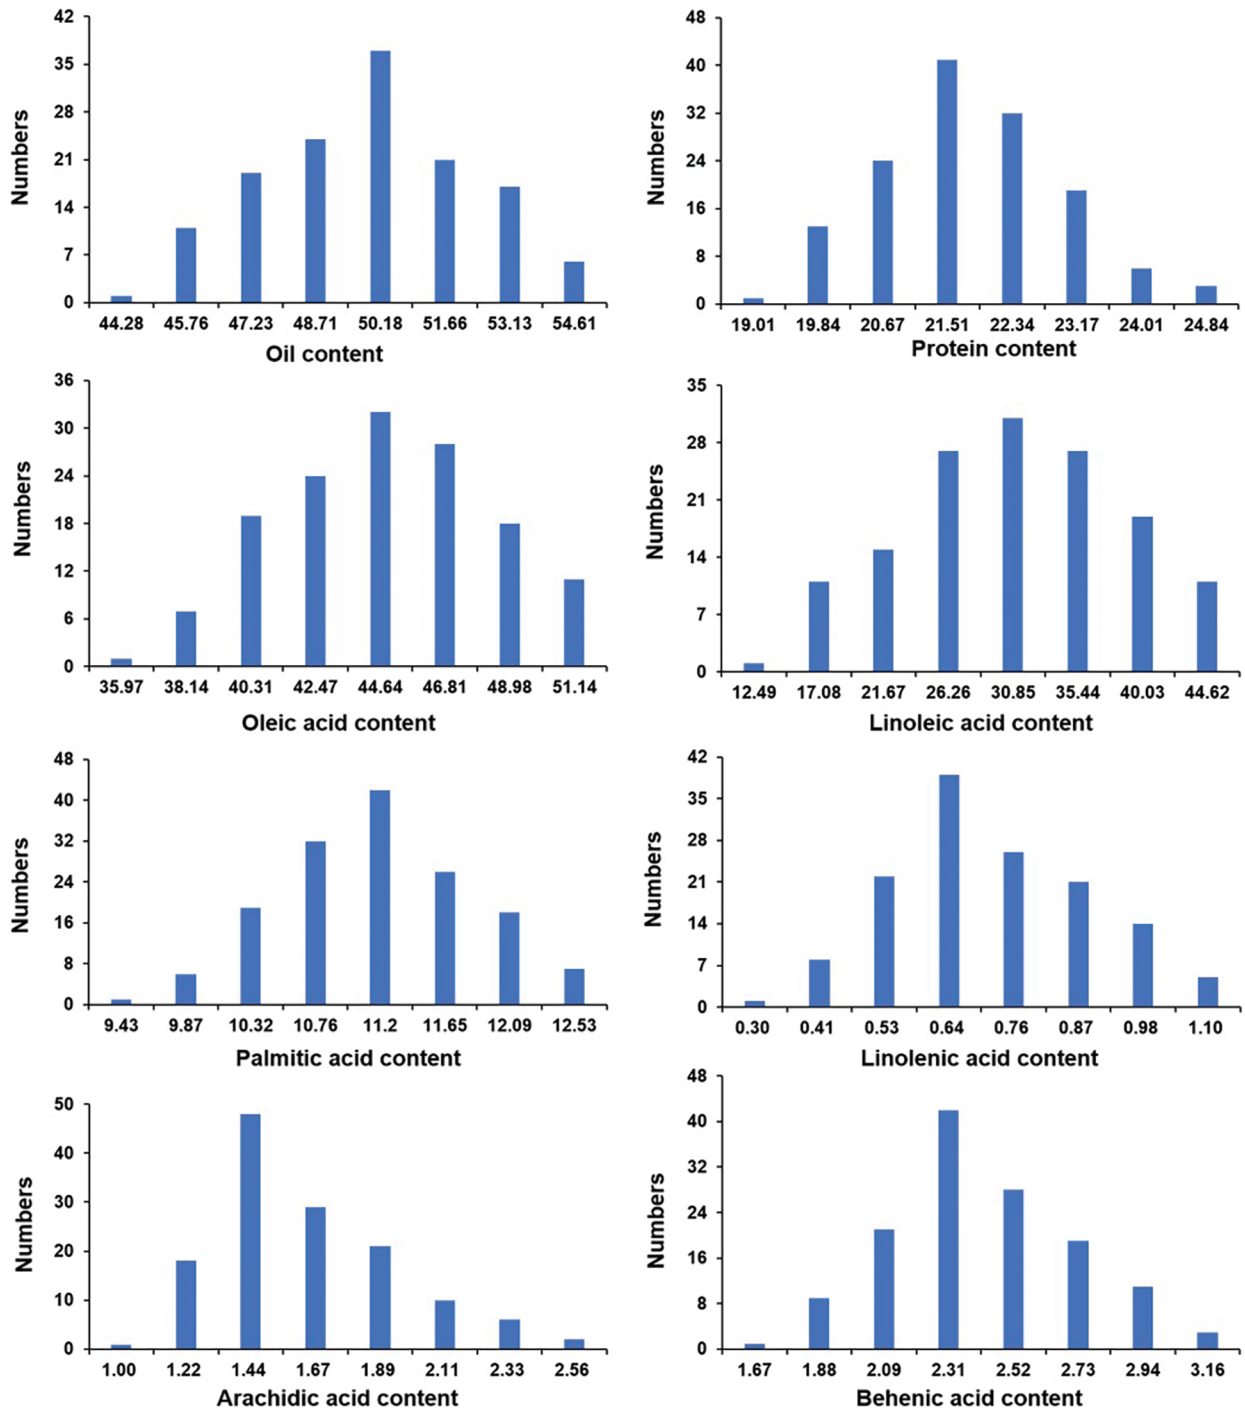 42
35
28
21
14
7
0
Numbers
44.28 45.76 47.23 48.71 50.18 51.66 53.13 54.61
Oil content
48
40
32
24
16
8
0
Numbers
19.01 19.84 20.67 21.51 22.34 23.17 24.01 24.84
Protein content
36
30
24
18
12
6
0
Numbers
35.97 38.14 40.31 42.47 44.64 46.81 48.98 51.14
Oleic acid content
35
28
21
14
7
0
Numbers
12.49 17.08 21.67 26.26 30.85 35.44 40.03 44.62
Linoleic acid content
48
40
32
24
16
8
0
Numbers
9.43 9.87 10.32 10.76 11.2 11.65 12.09 12.53
Palmitic acid content
42
35
28
21
14
7
0
Numbers
0.30 0.41 0.53 0.64 0.76 0.87 0.98 1.10
Linolenic acid content
50
40
30
20
10
0
Numbers
1.00 1.22 1.44 1.67 1.89 2.11 2.33 2.56
Arachidic acid content
48
40
32
24
16
8
0
Numbers
1.67 1.88 2.09 2.31 2.52 2.73 2.94 3.16
Behenic acid content